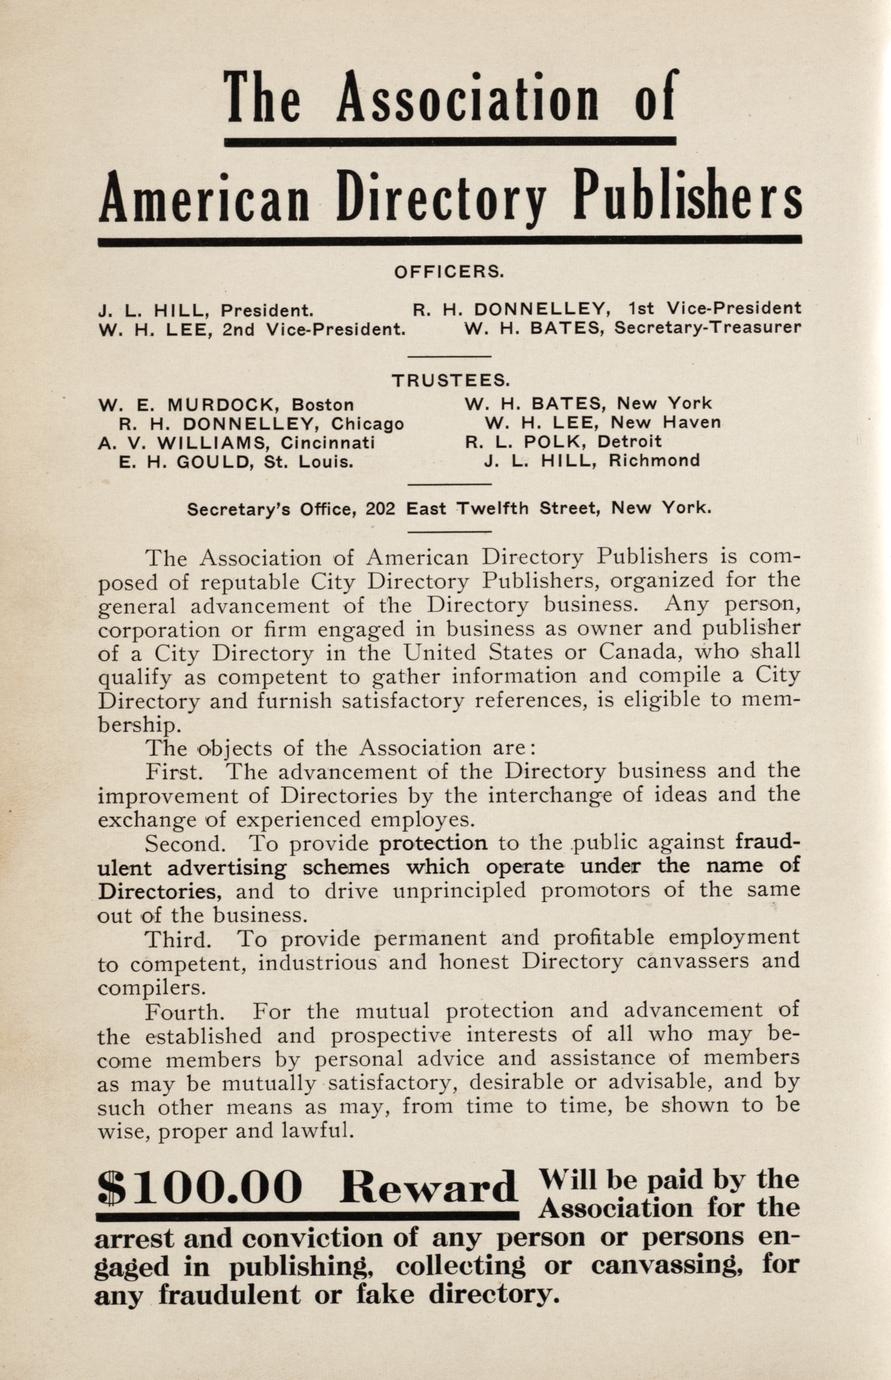 The Association of
American Directory Publishers
OFFICERS.
J. L. HILL, President. R. H. DONNELLEY, 1st Vice-President
W. H. LEE, 2nd Vice-President. W. H. BATES, Secretary-Treasurer
TRUSTEES.
W. E. MURDOCK, Boston W. H. BATES, New York
R. H. DONNELLEY, Chicago W. H. LEE, New Haven
A. V. WILLIAMS, Cincinnati R. L. POLK, Detroit
E. H. GOULD, St. Louis. J. L. HILL, Richmond
Secretary's Office, 202 East Twelfth Street, New York.
The Association of American Directory Publishers is com-
posed of reputable City Directory Publishers, organized for the
general advancement of the Directory business. Any person,
corporation or firm engaged in business as owner and publisher
of a City Directory in the United States or Canada, who shall
qualify as competent to gather information and compile a City
Directory and furnish satisfactory references, is eligible to mem-
bership.
The objects of the Association are:
First. The advancement of the Directory business and the
improvement of Directories by the interchange of ideas and the
exchange of experienced employes.
Second. To provide protection to the public against fraud-
ulent advertising schemes which operate under the name of
Directories, and to drive unprincipled promotors of the same
out of the business.
Third. To provide permanent and profitable employment
to competent, industrious and honest Directory canvassers and
compilers.
Fourth. For the mutual protection and advancement of
the established and prospective interests of all who may be-
come members by personal advice and assistance of members
as may be mutually satisfactory, desirable or advisable, and by
such other means as may, from time to time, be shown to be
wise, proper and lawful.
$100.00 Reward Will be paid by the
Association for the
arrest and conviction of any person or persons en-
gaged in publishing, collecting or canvassing, for
any fraudulent or fake directory.